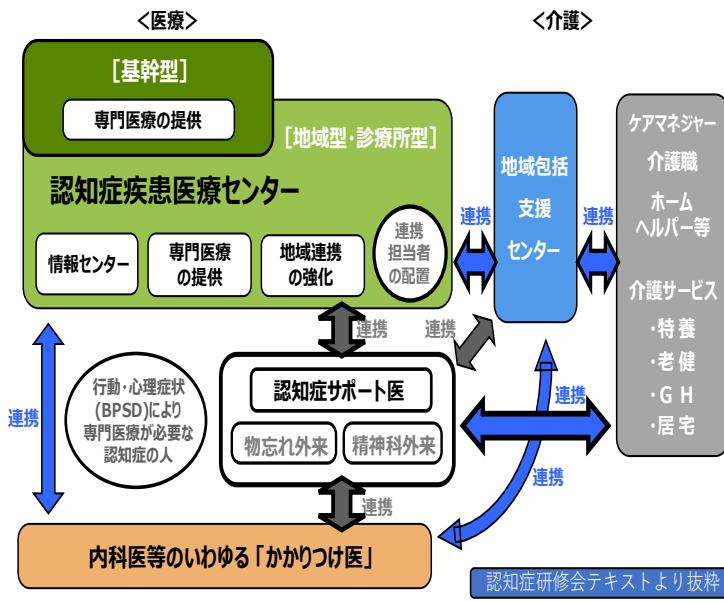 <医療>
<介護>
[基幹型]
専門医療の提供
[地域型・診療所型]
認知症疾患医療センター
情報センター
専門医療
の提供
地域連携
の強化
連携
担当者
の配置
連携
地域包括
支援
センター
連携
ケアマネジャー
介護職
ホーム
ヘルパー等
介護サービス
・特養
・老健
・GH
・居宅
連携
連携
連携
行動・心理症状
(BPSD)により
専門医療が必要な
認知症の人
認知症サポート医
物忘れ外来
精神科外来
連携
連携
連携
内科医等のいわゆる「かかりつけ医」
認知症研修会テキストより抜粋